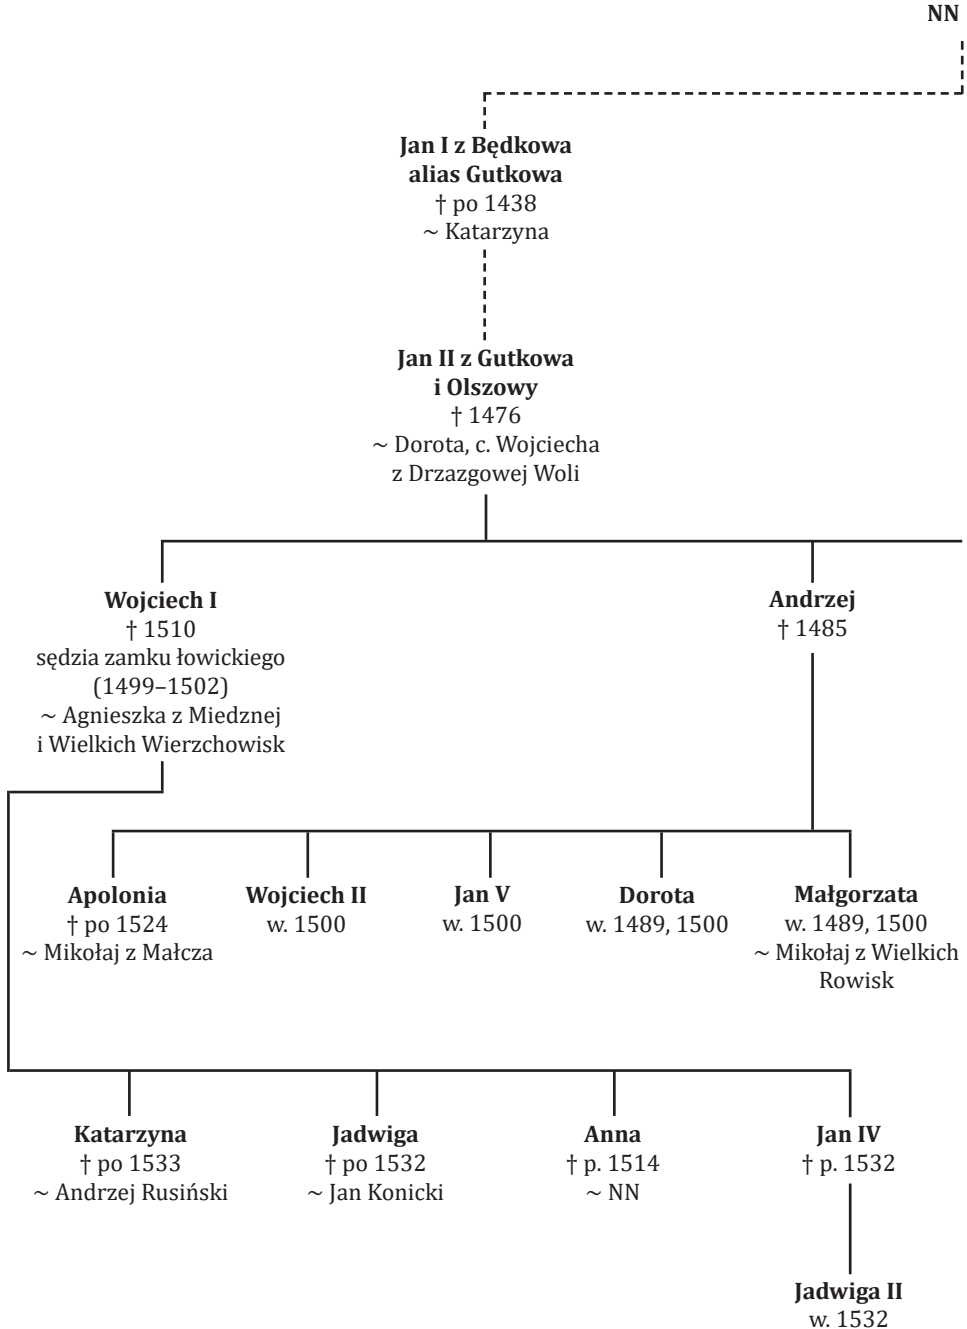 NN
Jan I z Będkowa
alias Gutkowa
† po 1438
~ Katarzyna
Jan II z Gutkowa
i Olszowy
† 1476
~ Dorota, c. Wojciecha
z Drzazgowej Woli
Wojciech I
† 1510
sędzia zamku łowickiego
(1499–1502)
~ Agnieszka z Miedznej
i Wielkich Wierzchowisk
Andrzej
† 1485
Apolonia
† po 1524
~ Mikołaj z Małcza
Wojciech II
w. 1500
Jan V
w. 1500
Dorota
w. 1489, 1500
Małgorzata
w. 1489, 1500
~ Mikołaj z Wielkich
Rowisk
Katarzyna
† po 1533
~ Andrzej Rusiński
Jadwiga
† po 1532
~ Jan Konicki
Anna
† p. 1514
~ NN
Jan IV
† p. 1532
Jadwiga II
w. 1532